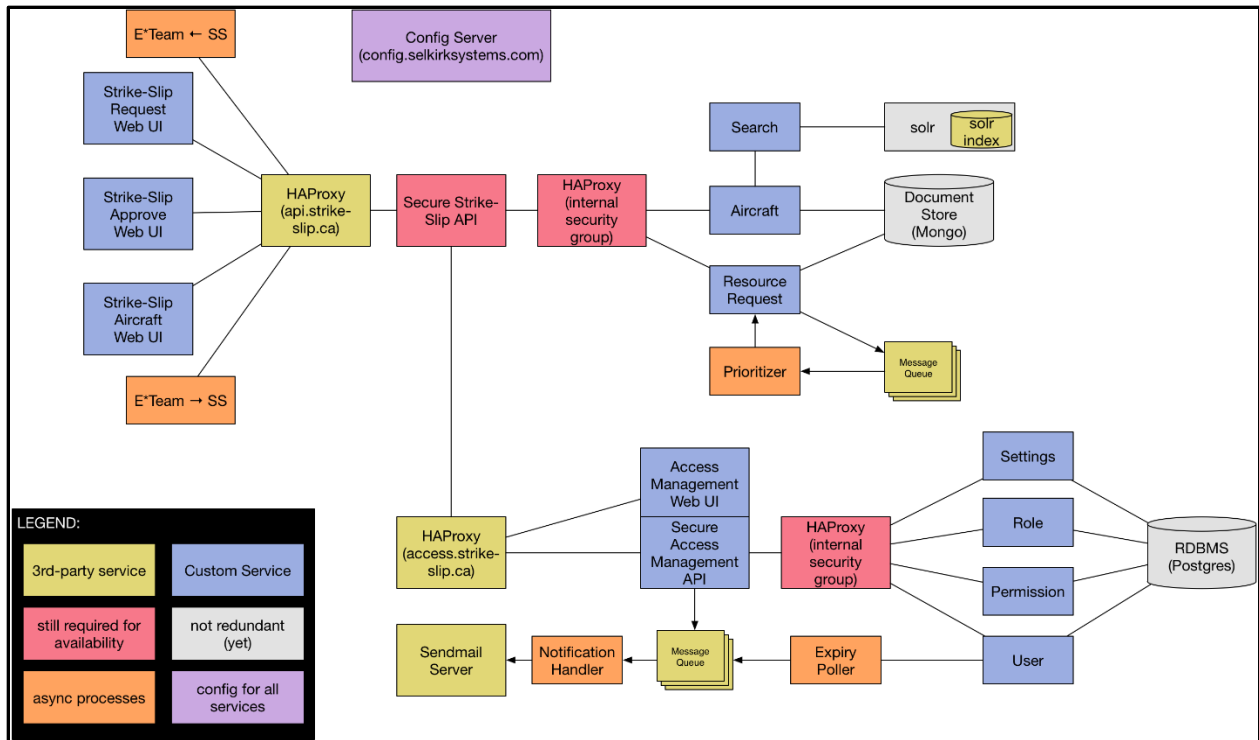 E*Team ← SS
Config Server
(config.selkirksystems.com)
Strike-Slip
Request
Web UI
Search
solr
solr
index
HAProxy
(api.strike-
slip.ca)
Secure Strike-
Slip API
HAProxy
(internal
security
group)
Aircraft
Document
Store
(Mongo)
Strike-Slip
Approve
Web UI
Resource
Request
Strike-Slip
Aircraft
Web UI
Prioritizer
Message
Queue
E*Team → SS
Access
Management
Web UI
Settings
HAProxy
(access.strike-
slip.ca)
Secure
Access
Management
API
HAProxy
(internal
security
group)
Role
RDBMS
(Postgres)
Permission
Sendmail
Server
Notification
Handler
Message
Queue
Expiry
Poller
User
LEGEND:
3rd-party service
Custom Service
still required for
availability
not redundant
(yet)
async processes
config for all
services